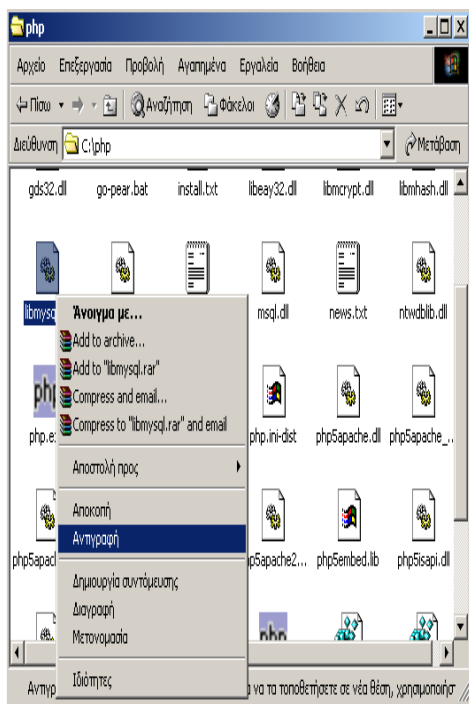 php
Αρχείο Επεξεργασία Προβολή Αγαπημένα Εργαλεία Βοήθεια
Πίσω Αναζήτηση Φάκελοι
Διεύθυνση C:\php Μετάβαση
gds32.dll go-pear.bat install.txt libeay32.dll libmcrypt.dll libmhash.dll
libmysq msql.dll news.txt ntwdblib.dll
Άνοιγμα με...
Add to archive...
Add to "libmysql.rar"
Compress and email...
Compress to "libmysql.rar" and email
php
php.e php.ini-dist php5apache.dll php5apache_..
Αποστολή προς
Αποκοπή
Αντιγραφή
php5apacl p5apache2... php5embed.lib php5isapi.dll
Δημιουργία συντόμευσης
Διαγραφή
Μετονομασία
php
Ιδιότητες
Αντιγρ α να τα τοποθετήσετε σε νέα θέση, χρησιμοποιήστ